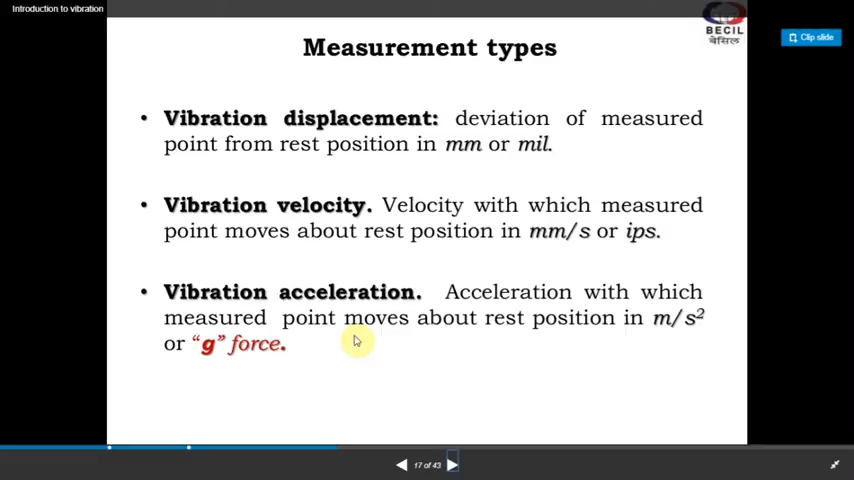 Introduction to vibration
BECIL
बेसिल
Clip slide
Measurement types
• Vibration displacement: deviation of measured
point from rest position in mm or mil.
• Vibration velocity. Velocity with which measured
point moves about rest position in mm/s or ips.
• Vibration acceleration. Acceleration with which
measured point moves about rest position in m/s²
or “g” force.
17 of 43